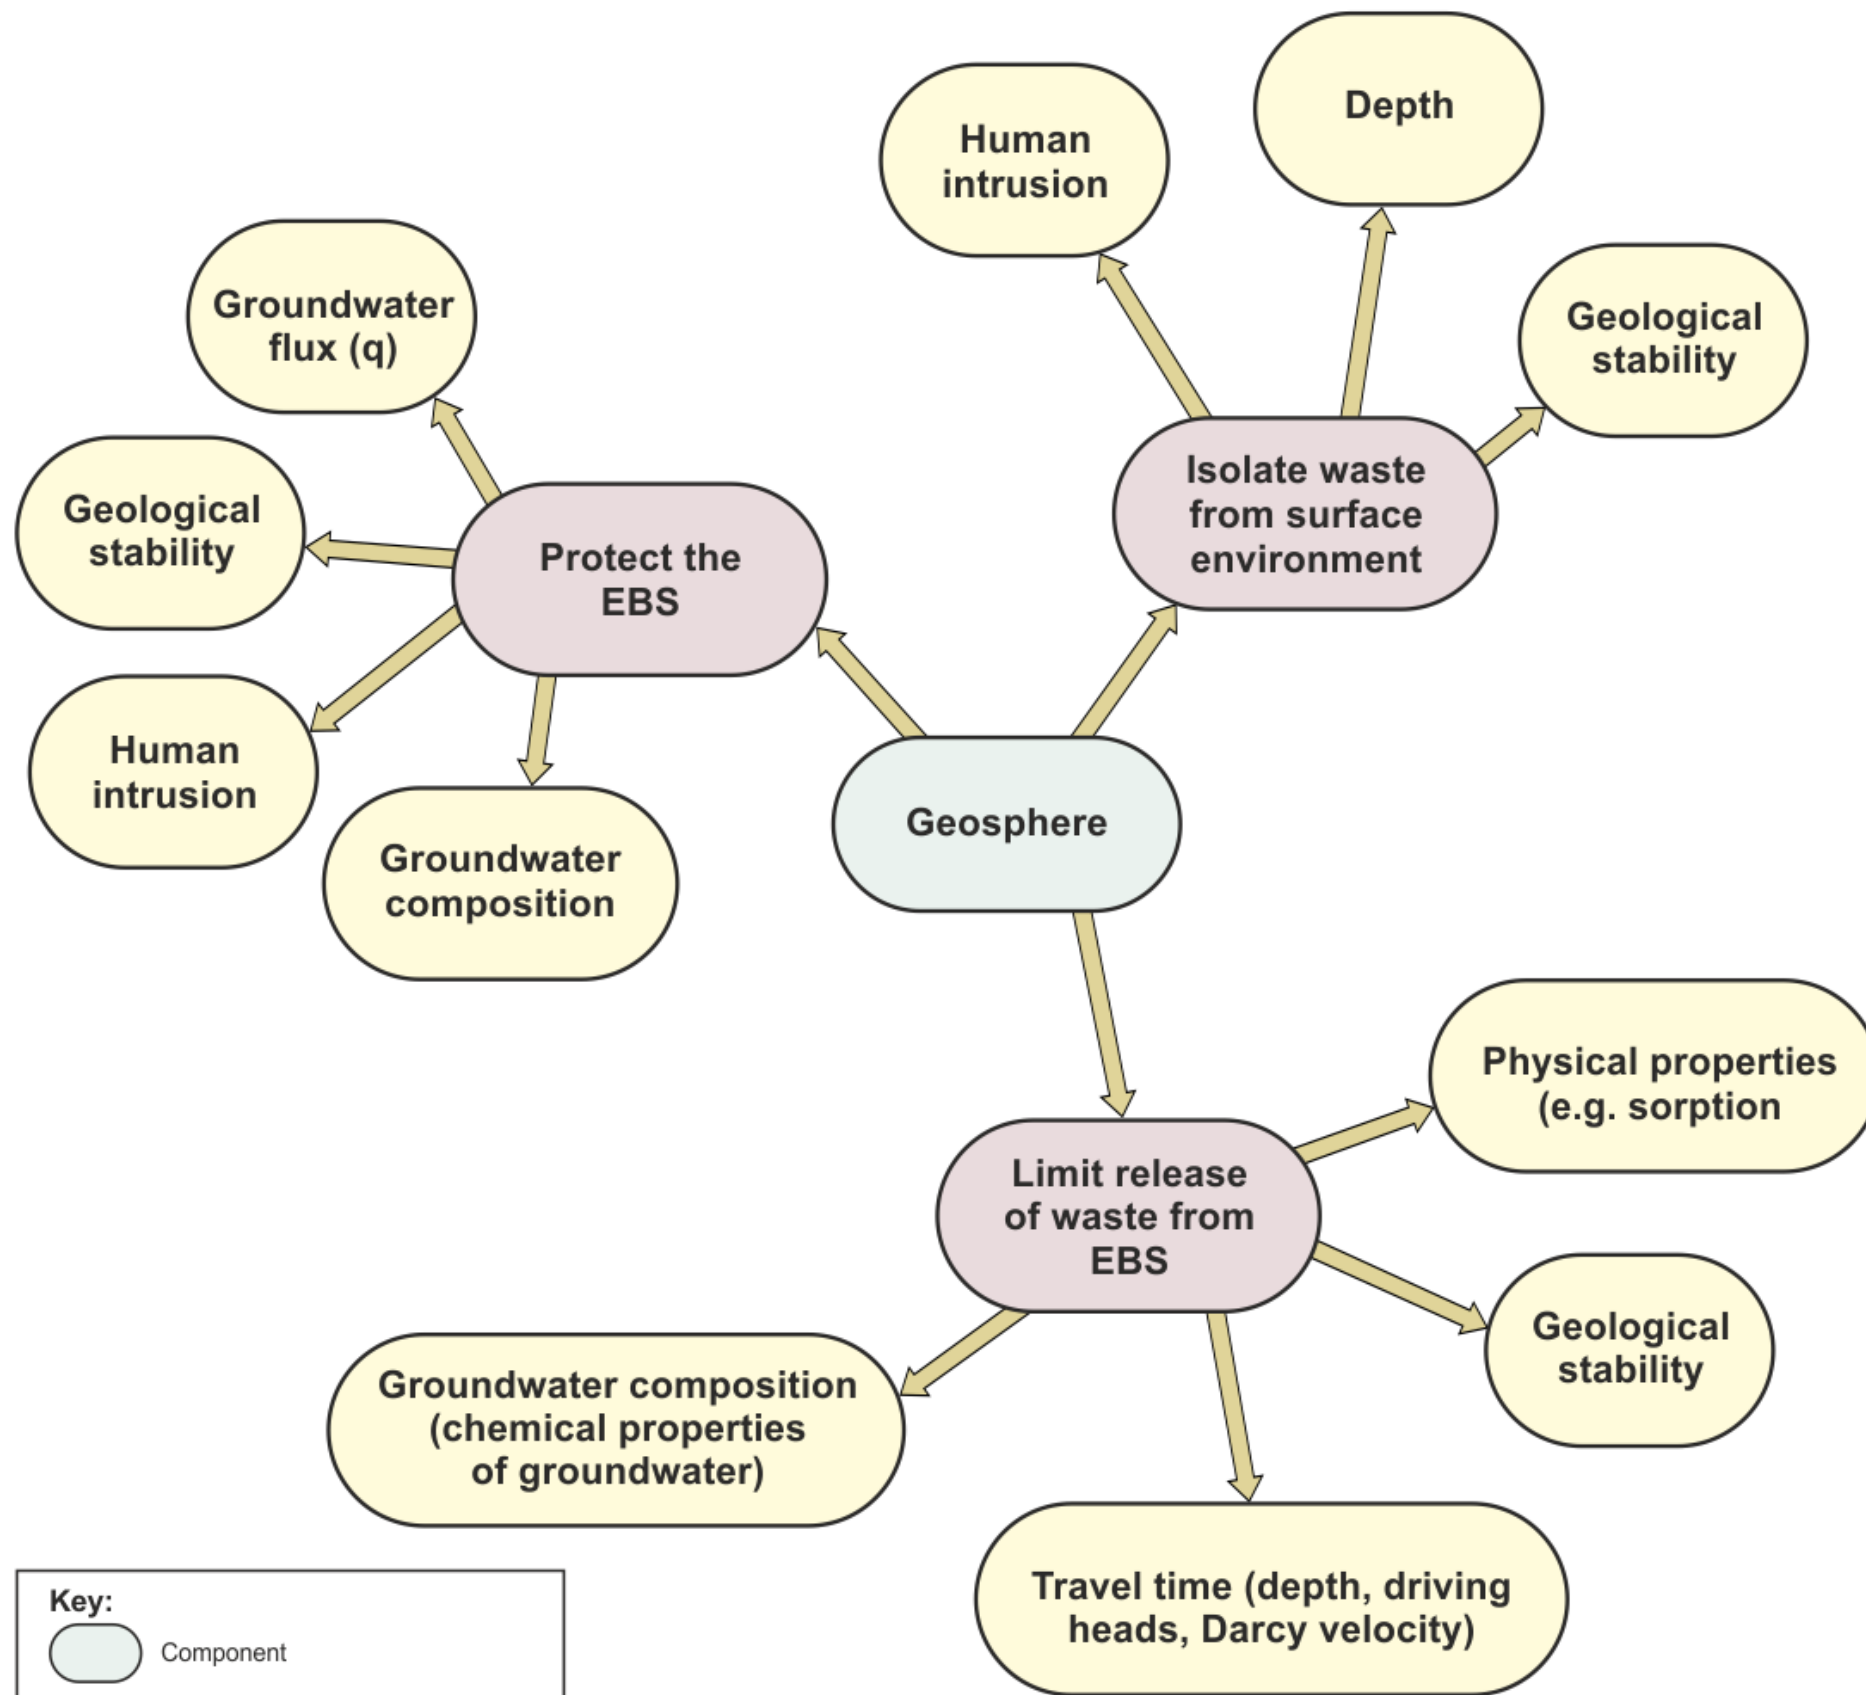 Depth
Human
intrusion
Groundwater
flux (q)
Geological
stability
Geological
stability
Isolate waste
from surface
environment
Protect the
EBS
Human
intrusion
Groundwater
composition
Geosphere
Physical properties
(e.g. sorption
Limit release
of waste from
EBS
Geological
stability
Groundwater composition
(chemical properties
of groundwater)
Travel time (depth, driving
heads, Darcy velocity)
Key:
Component